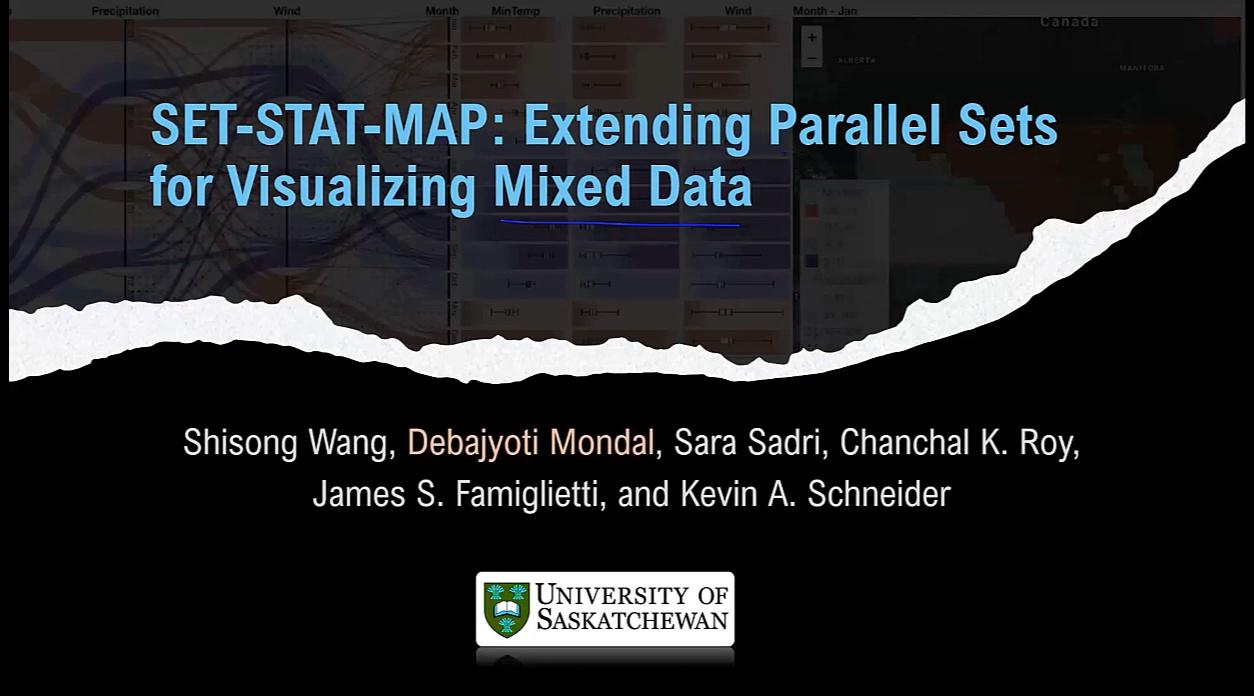 Precipitation Wind Month MinTemp Precipitation Wind Month - Jan
Canada
+
ALBERTA
MANITOBA
−
SET-STAT-MAP: Extending Parallel Sets
for Visualizing Mixed Data
Shisong Wang, Debajyoti Mondal, Sara Sadri, Chanchal K. Roy,
James S. Famiglietti, and Kevin A. Schneider
UNIVERSITY OF
SASKATCHEWAN